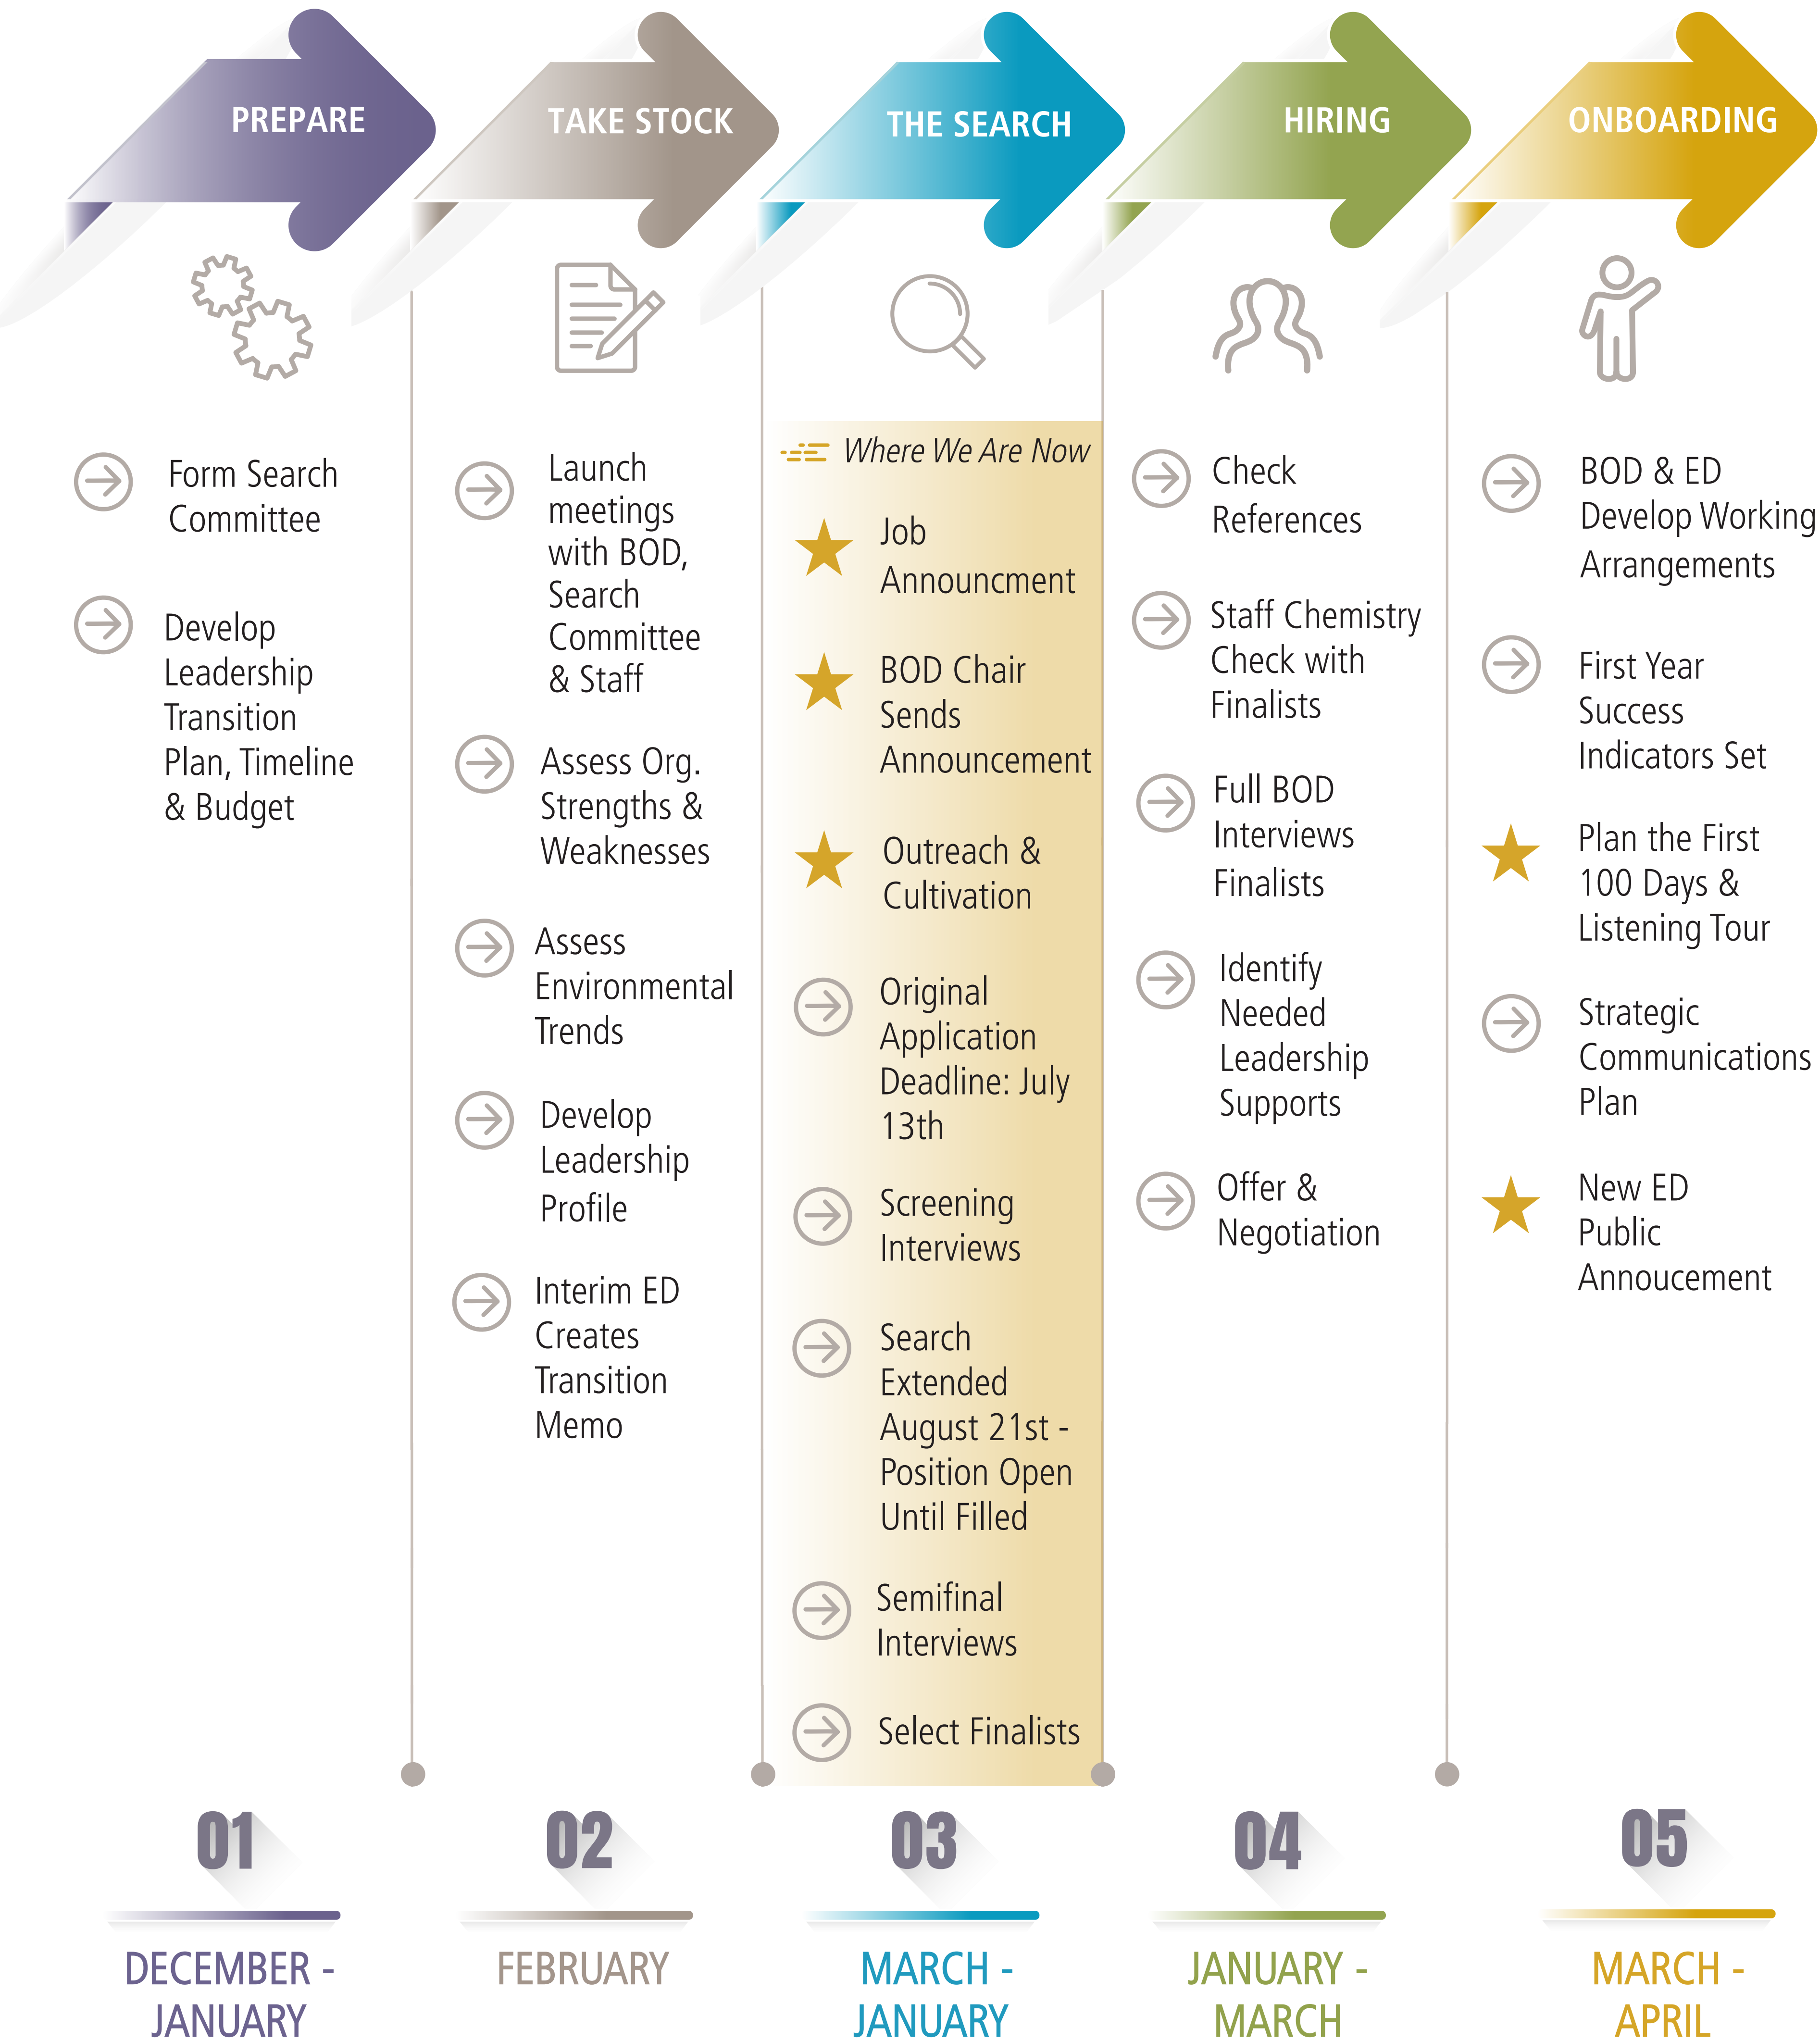 PREPARE
TAKE STOCK
THE SEARCH
HIRING
ONBOARDING
Form Search
Committee
Develop
Leadership
Transition
Plan, Timeline
& Budget
Launch
meetings
with BOD,
Search
Committee
& Staff
Assess Org.
Strengths &
Weaknesses
Assess
Environmental
Trends
Develop
Leadership
Profile
Interim ED
Creates
Transition
Memo
Where We Are Now
Job
Announcment
BOD Chair
Sends
Announcement
Outreach &
Cultivation
Original
Application
Deadline: July
13th
Screening
Interviews
Search
Extended
August 21st -
Position Open
Until Filled
Semifinal
Interviews
Select Finalists
Check
References
Staff Chemistry
Check with
Finalists
Full BOD
Interviews
Finalists
Identify
Needed
Leadership
Supports
Offer &
Negotiation
BOD & ED
Develop Working
Arrangements
First Year
Success
Indicators Set
Plan the First
100 Days &
Listening Tour
Strategic
Communications
Plan
New ED
Public
Annoucement
01
DECEMBER -
JANUARY
02
FEBRUARY
03
MARCH -
JANUARY
04
JANUARY -
MARCH
05
MARCH -
APRIL